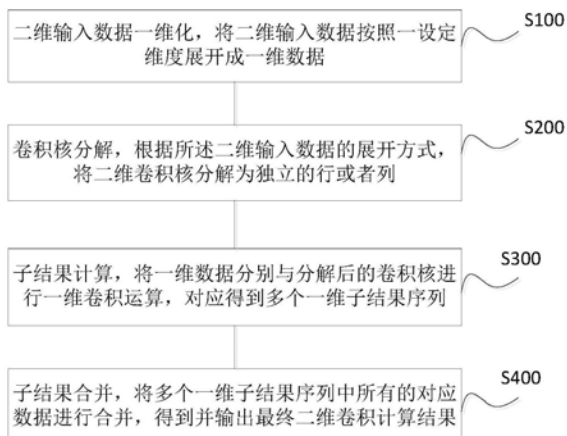 二维输入数据一维化，将二维输入数据按照一设定
维度展开成一维数据
S100
卷积核分解，根据所述二维输入数据的展开方式，
将二维卷积核分解为独立的行或者列
S200
子结果计算，将一维数据分别与分解后的卷积核进
行一维卷积运算，对应得到多个一维子结果序列
S300
子结果合并，将多个一维子结果序列中所有的对应
数据进行合并，得到并输出最终二维卷积计算结果
S400